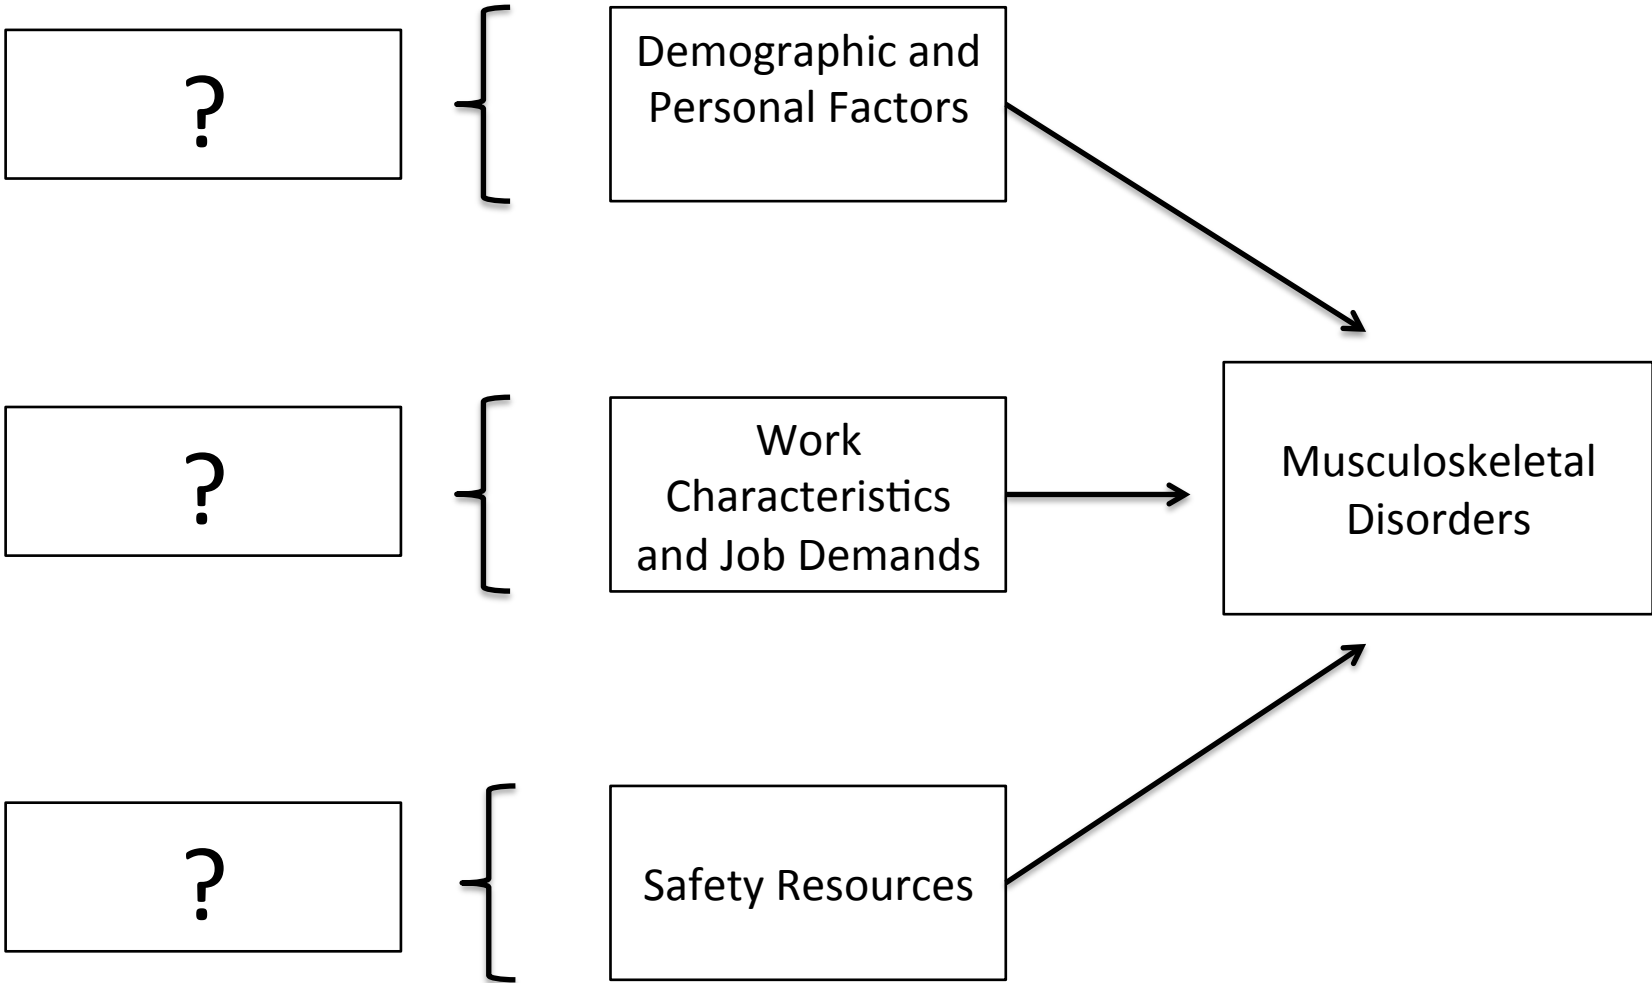 ?
Demographic and
Personal Factors
?
Work
Characteristics
and Job Demands
Musculoskeletal
Disorders
?
Safety Resources